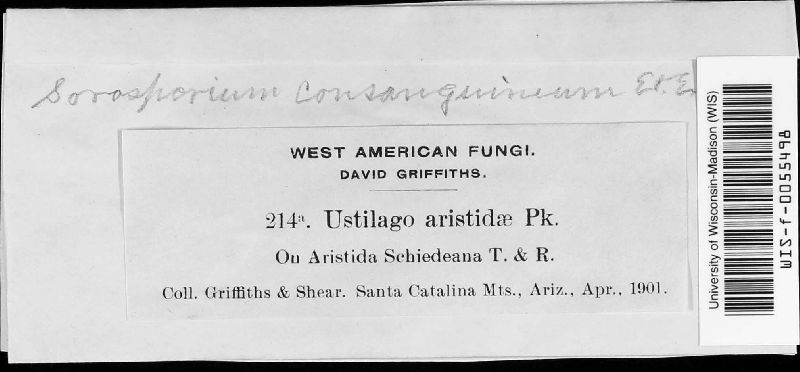 Sorosporium consanguineum E. & E.
WEST AMERICAN FUNGI.
DAVID GRIFFITHS.
214ª. Ustilago aristidæ Pk.
On Aristida Schiedeana T. & R.
Coll. Griffiths & Shear. Santa Catalina Mts., Ariz., Apr., 1901.
University of Wisconsin-Madison (WIS)
WIS-f-0055498